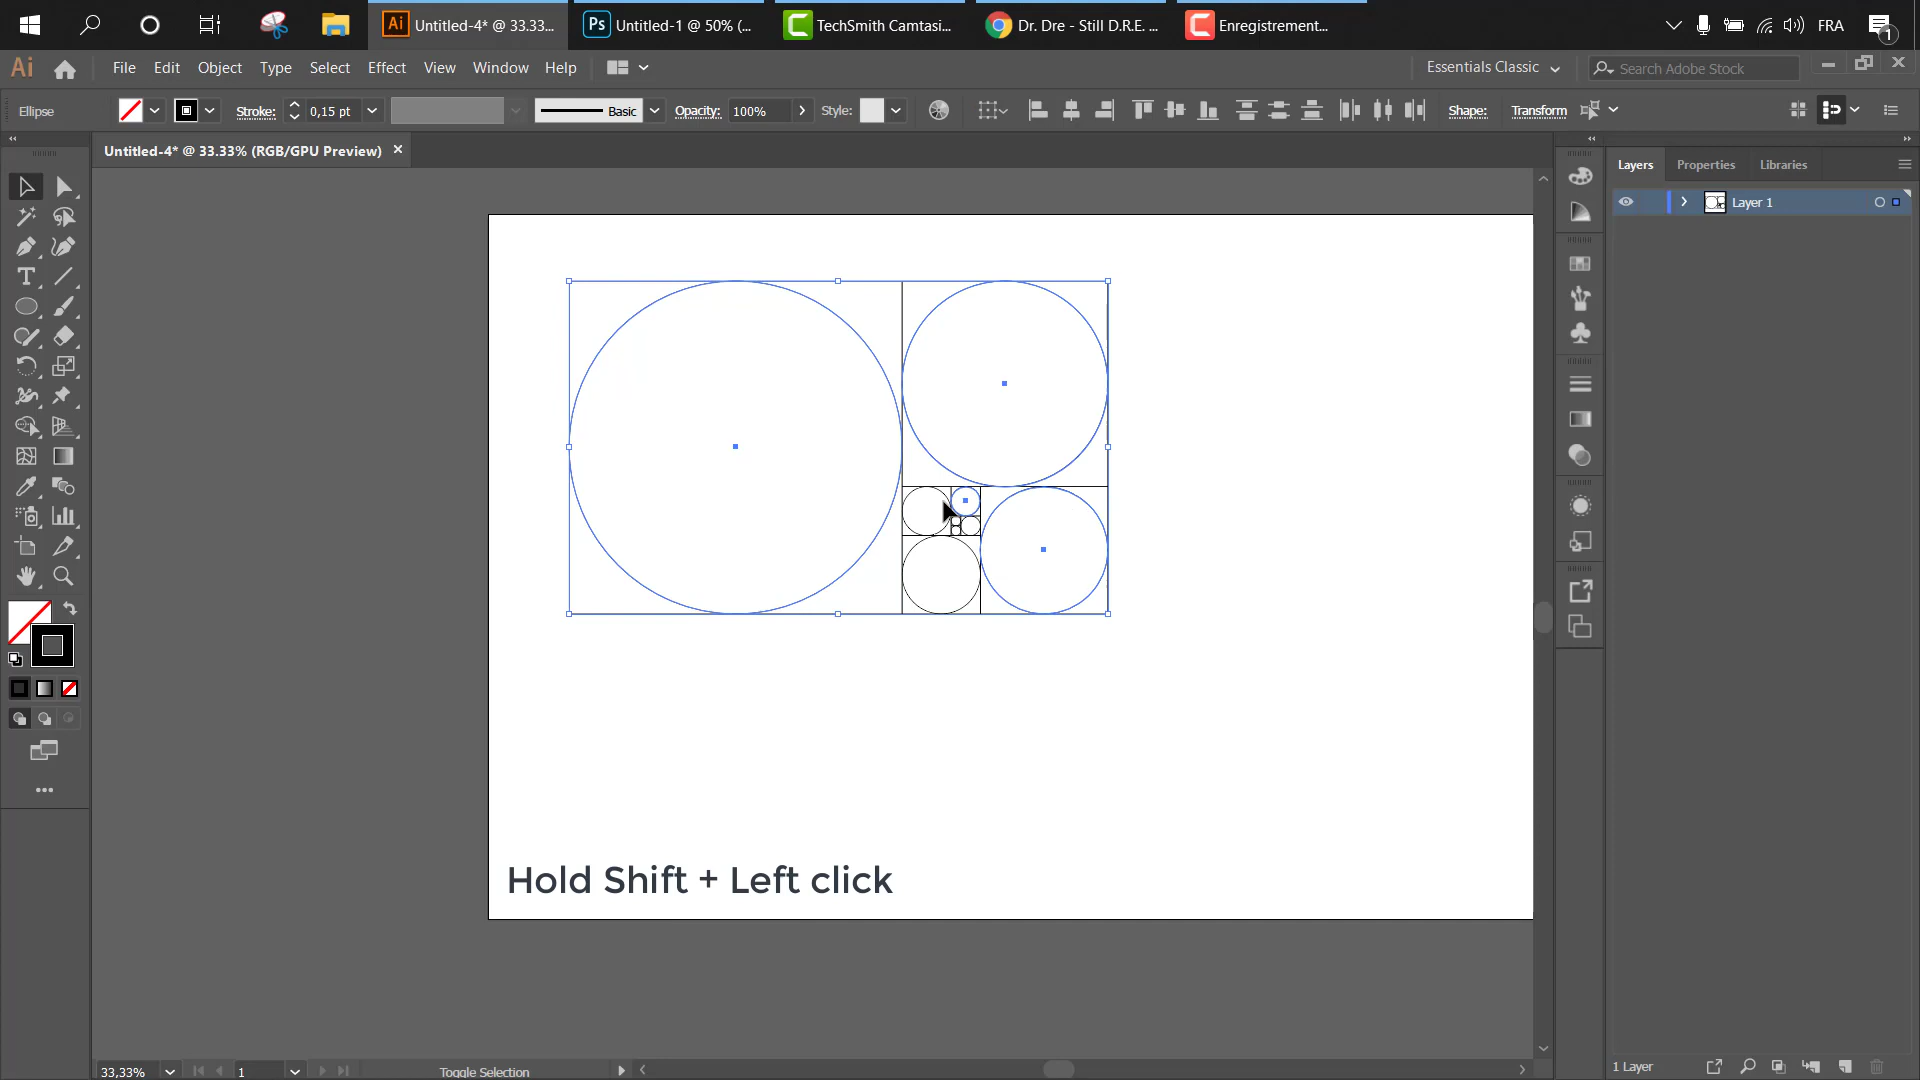 Untitled-4* @ 33.33...
Untitled-1 @ 50% (...
TechSmith Camtasi...
Dr. Dre - Still D.R.E. ...
Enregistrement...
FRA
1
Ai
File Edit Object Type Select Effect View Window Help
Essentials Classic
Search Adobe Stock
Ellipse
Stroke:
0,15 pt
Basic
Opacity:
100%
Style:
Shape:
Transform
Untitled-4* @ 33.33% (RGB/GPU Preview)
Layers
Properties
Libraries
Layer 1
Hold Shift + Left click
33,33%
1
Toggle Selection
1 Layer